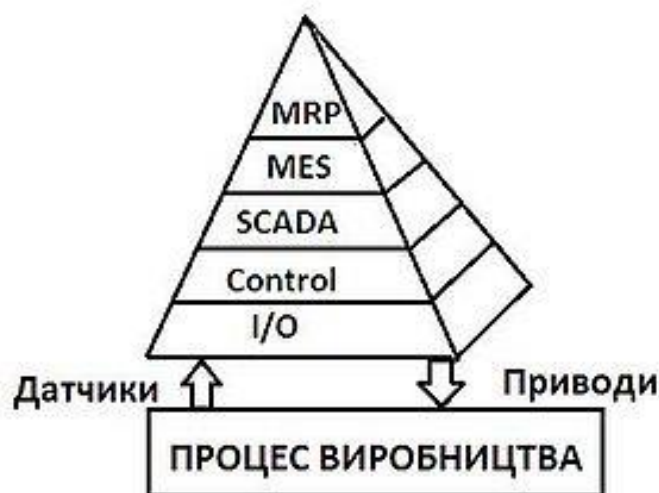 MRP
MES
SCADA
Control
I/O
Датчики
Приводи
ПРОЦЕС ВИРОБНИЦТВА